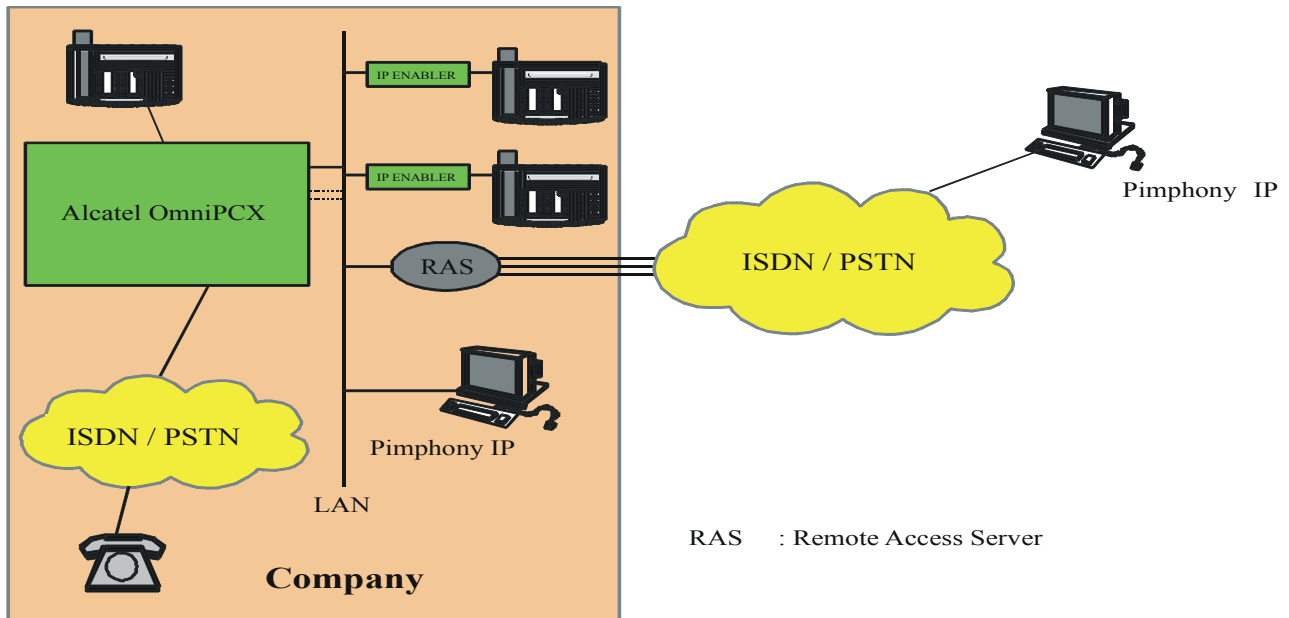 IP ENABLER
IP ENABLER
Alcatel OmniPCX
Pimphony IP
RAS
ISDN / PSTN
ISDN / PSTN
Pimphony IP
LAN
RAS : Remote Access Server
Company